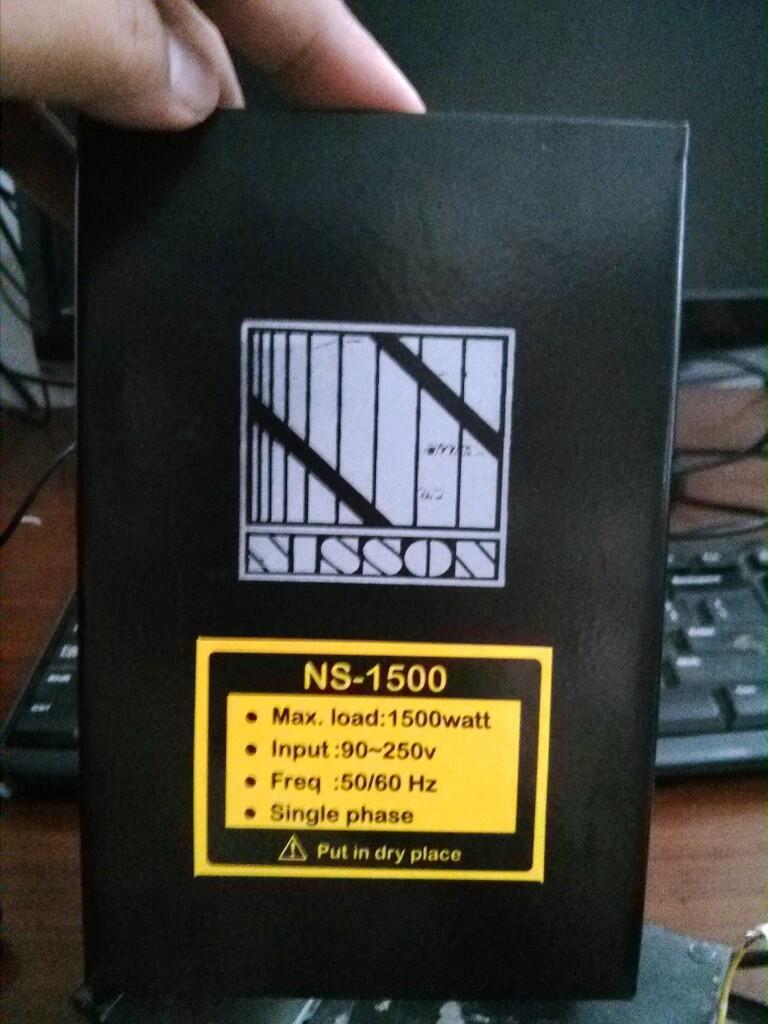 NISSON
NS-1500
• Max. load:1500watt
• Input :90~250v
• Freq :50/60 Hz
• Single phase
Put in dry place